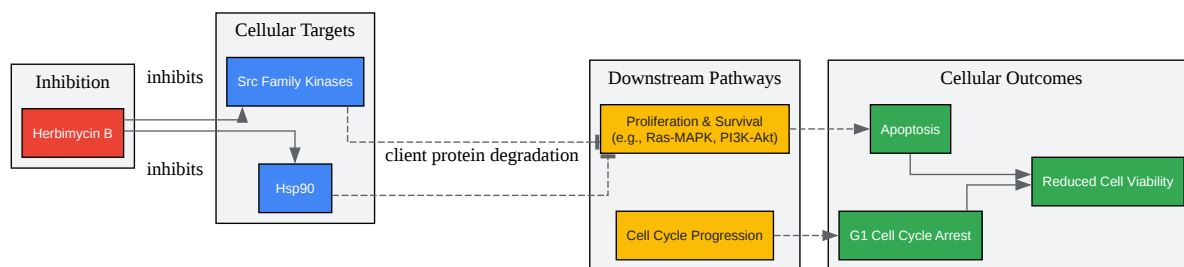 Inhibition
Herbimycin B
inhibits
inhibits
Cellular Targets
Src Family Kinases
Hsp90
client protein degradation
Downstream Pathways
Proliferation & Survival
(e.g., Ras-MAPK, PI3K-Akt)
Cell Cycle Progression
Cellular Outcomes
Apoptosis
Reduced Cell Viability
G1 Cell Cycle Arrest